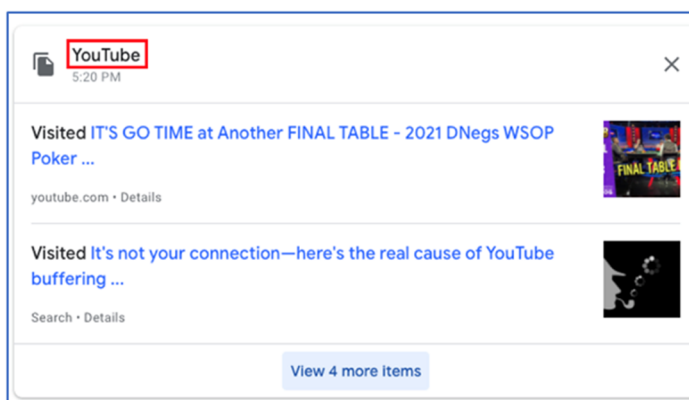 YouTube
5:20 PM
Visited IT'S GO TIME at Another FINAL TABLE - 2021 DNegs WSOP
Poker ...
FINAL TABLE
youtube.com • Details
Visited It's not your connection—here's the real cause of YouTube
buffering ...
Search • Details
View 4 more items